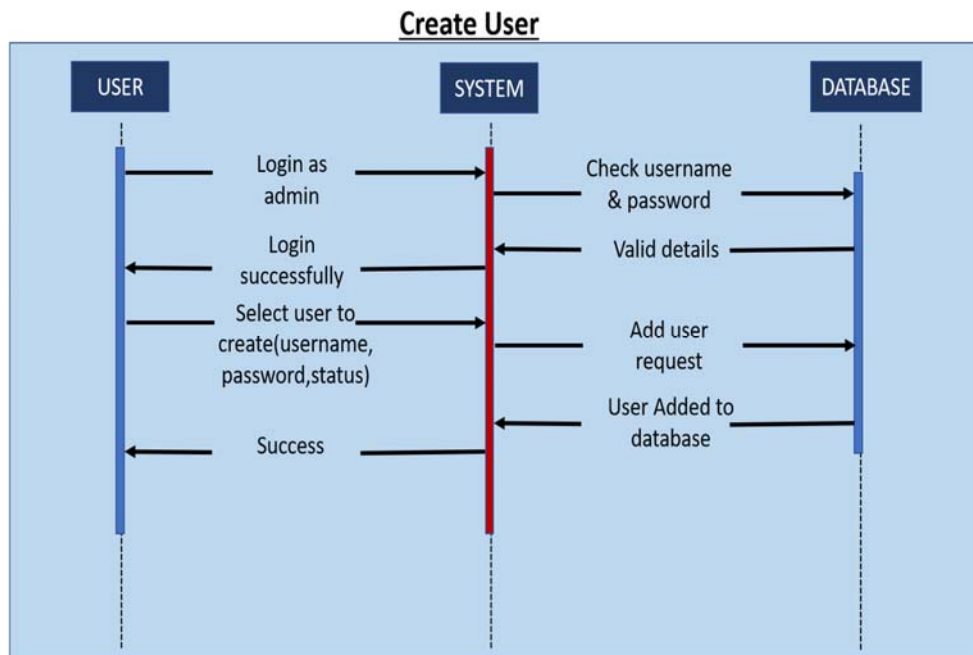 Create User
USER
SYSTEM
DATABASE
Login as
admin
Check username
& password
Valid details
Login
successfully
Select user to
create(username,
password,status)
Add user
request
User Added to
database
Success